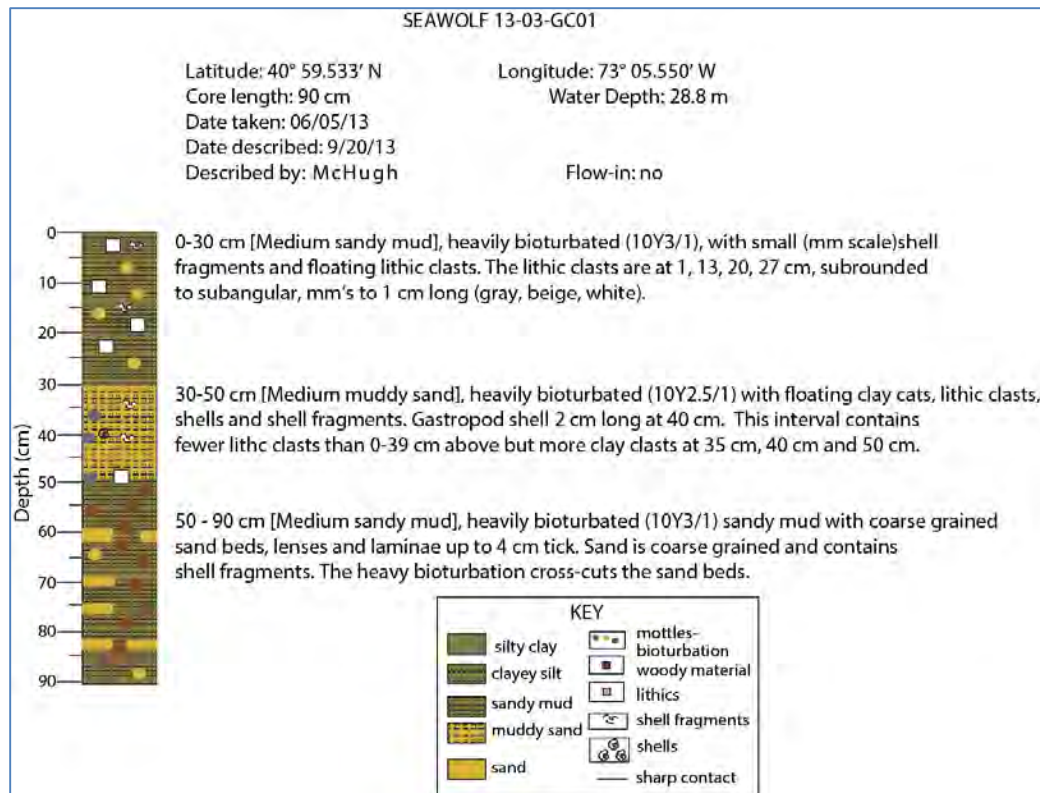 SEAWOLF 13-03-GC01
Latitude: 40° 59.533' N Longitude: 73° 05.550' W
Core length: 90 cm Water Depth: 28.8 m
Date taken: 06/05/13
Date described: 9/20/13
Described by: McHugh Flow-in: no
0-30 cm [Medium sandy mud], heavily bioturbated (10Y3/1), with small (mm scale)shell
fragments and floating lithic clasts. The lithic clasts are at 1, 13, 20, 27 cm, subrounded
to subangular, mm's to 1 cm long (gray, beige, white).
30-50 cm [Medium muddy sand], heavily bioturbated (10Y2.5/1) with floating clay cats, lithic clasts,
shells and shell fragments. Gastropod shell 2 cm long at 40 cm. This interval contains
fewer lithc clasts than 0-39 cm above but more clay clasts at 35 cm, 40 cm and 50 cm.
50 - 90 cm [Medium sandy mud], heavily bioturbated (10Y3/1) sandy mud with coarse grained
sand beds, lenses and laminae up to 4 cm tick. Sand is coarse grained and contains
shell fragments. The heavy bioturbation cross-cuts the sand beds.
Depth (cm)
0
10
20
30
40
50
60
70
80
90
KEY
silty clay
clayey silt
sandy mud
muddy sand
sand
mottles-
bioturbation
woody material
lithics
shell fragments
shells
sharp contact